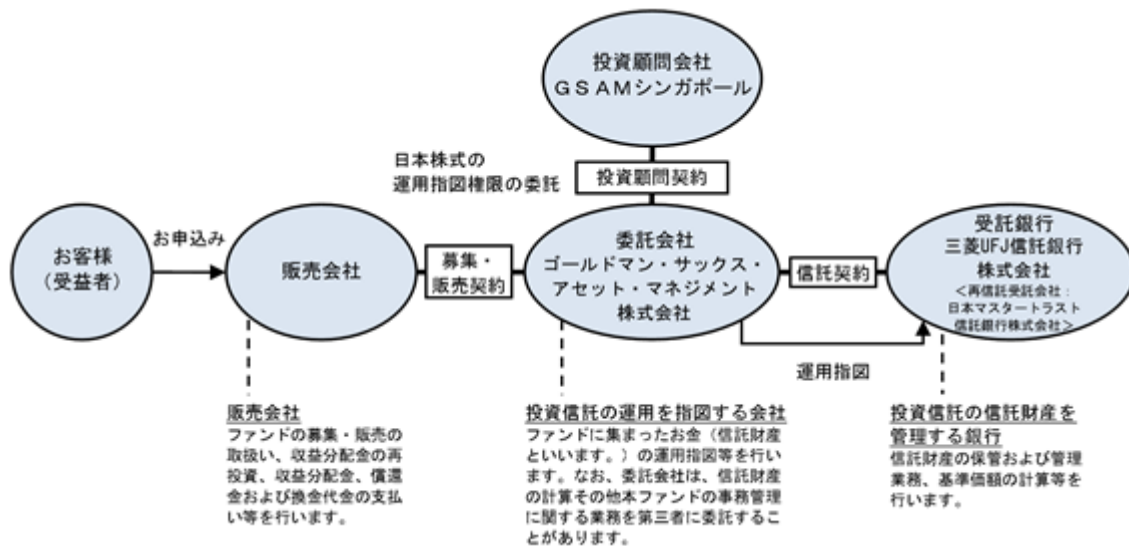 投資顧問会社
ＧＳＡＭシンガポール
日本株式の
運用指図権限の委託
投資顧問契約
お客様
（受益者）
お申込み
販売会社
募集・
販売契約
委託会社
ゴールドマン・サックス・
アセット・マネジメント
株式会社
信託契約
受託銀行
三菱UFJ信託銀行
株式会社
＜再信託受託会社：
日本マスタートラスト
信託銀行株式会社＞
運用指図
販売会社
ファンドの募集・販売の
取扱い、収益分配金の再
投資、収益分配金、償還
金および換金代金の支払
い等を行います。
投資信託の運用を指図する会社
ファンドに集まったお金（信託財産
といいます。）の運用指図等を行い
ます。なお、委託会社は、信託財産
の計算その他本ファンドの事務管理
に関する業務を第三者に委託するこ
とがあります。
投資信託の信託財産を
管理する銀行
信託財産の保管および管理
業務、基準価額の計算等を
行います。